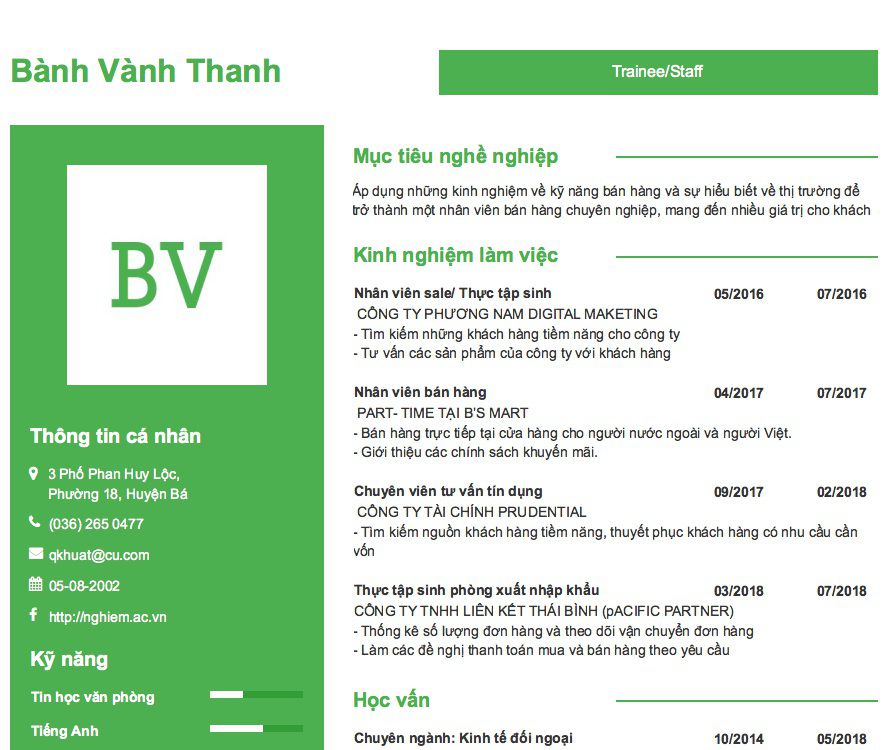 Bành Vành Thanh
Trainee/Staff
BV
Thông tin cá nhân
3 Phố Phan Huy Lộc,
Phường 18, Huyện Bá
(036) 265 0477
qkhuat@cu.com
05-08-2002
http://nghiem.ac.vn
Kỹ năng
Tin học văn phòng
Tiếng Anh
Mục tiêu nghề nghiệp
Áp dụng những kinh nghiệm về kỹ năng bán hàng và sự hiểu biết về thị trường để
trở thành một nhân viên bán hàng chuyên nghiệp, mang đến nhiều giá trị cho khách
Kinh nghiệm làm việc
Nhân viên sale/ Thực tập sinh 05/2016 07/2016
CÔNG TY PHƯƠNG NAM DIGITAL MAKETING
- Tìm kiếm những khách hàng tiềm năng cho công ty
- Tư vấn các sản phẩm của công ty với khách hàng
Nhân viên bán hàng 04/2017 07/2017
PART- TIME TẠI B'S MART
- Bán hàng trực tiếp tại cửa hàng cho người nước ngoài và người Việt.
- Giới thiệu các chính sách khuyến mãi.
Chuyên viên tư vấn tín dụng 09/2017 02/2018
CÔNG TY TÀI CHÍNH PRUDENTIAL
- Tìm kiếm nguồn khách hàng tiềm năng, thuyết phục khách hàng có nhu cầu cần
vốn
Thực tập sinh phòng xuất nhập khẩu 03/2018 07/2018
CÔNG TY TNHH LIÊN KẾT THÁI BÌNH (pACIFIC PARTNER)
- Thống kê số lượng đơn hàng và theo dõi vận chuyển đơn hàng
- Làm các đề nghị thanh toán mua và bán hàng theo yêu cầu
Học vấn
Chuyên ngành: Kinh tế đối ngoại 10/2014 05/2018